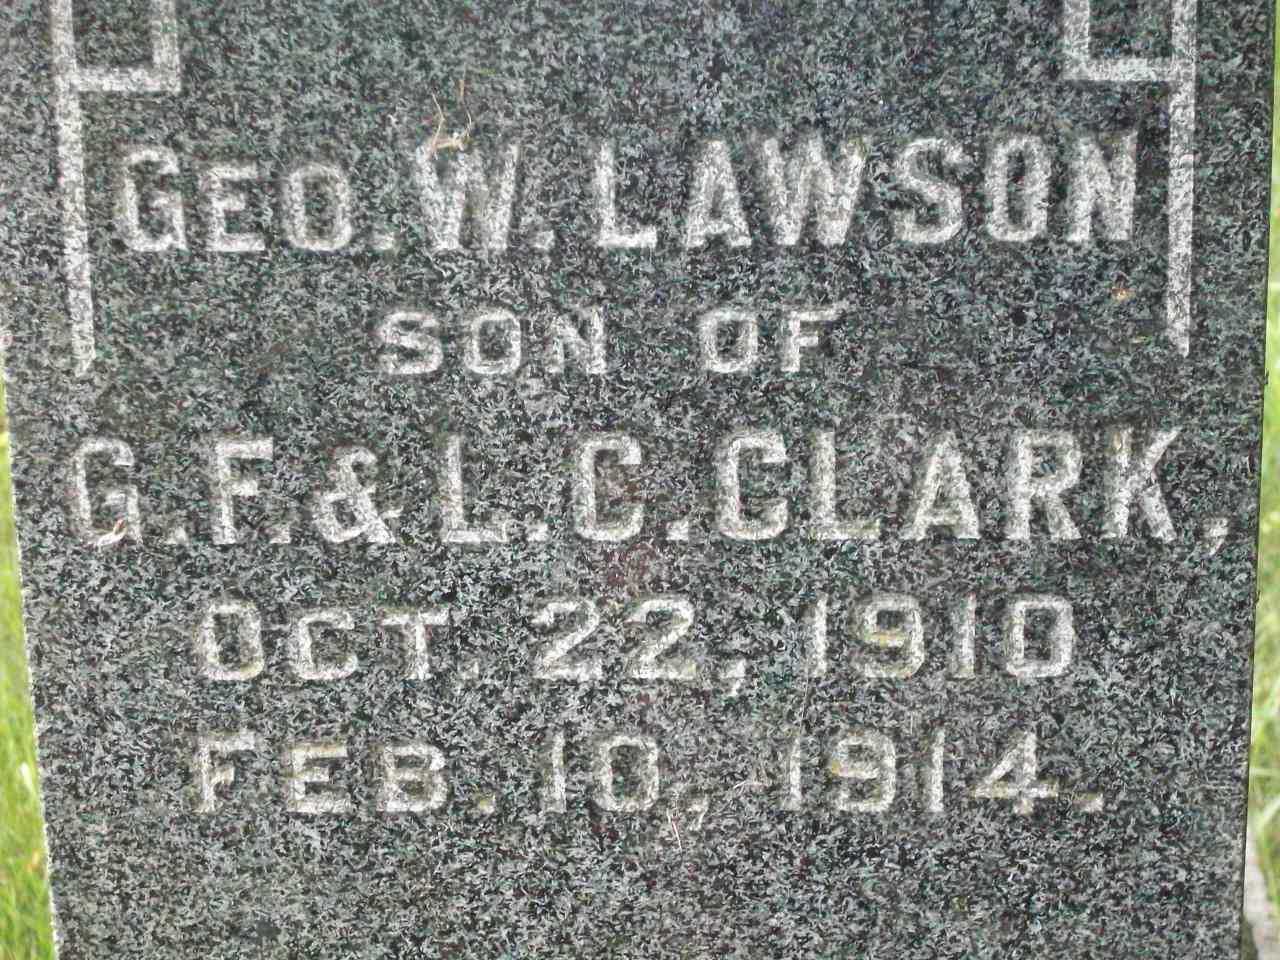 GEO. W. LAWSON
SON OF
G. F. & L. C. CLARK,
OCT. 22, 1910
FEB. 10, 1914.